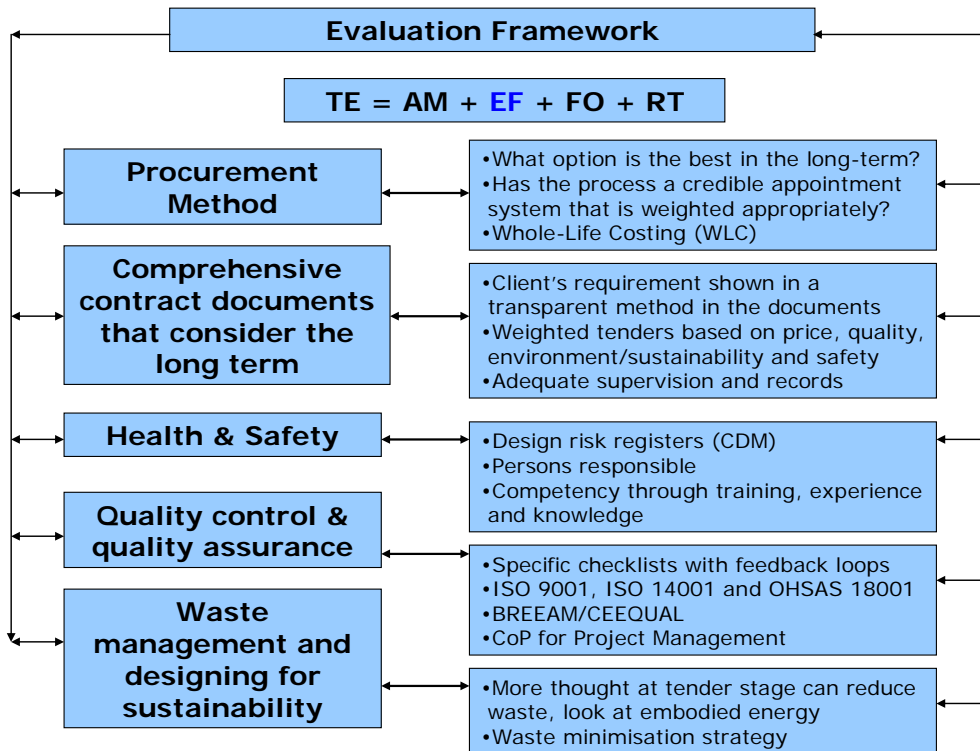 Evaluation Framework
TE = AM + EF + FO + RT
Procurement
Method
•What option is the best in the long-term?
•Has the process a credible appointment
system that is weighted appropriately?
•Whole-Life Costing (WLC)
Comprehensive
contract documents
that consider the
long term
•Client's requirement shown in a
transparent method in the documents
•Weighted tenders based on price, quality,
environment/sustainability and safety
•Adequate supervision and records
Health & Safety
•Design risk registers (CDM)
•Persons responsible
•Competency through training, experience
and knowledge
Quality control &
quality assurance
•Specific checklists with feedback loops
•ISO 9001, ISO 14001 and OHSAS 18001
•BREEAM/CEEQUAL
•CoP for Project Management
Waste
management and
designing for
sustainability
•More thought at tender stage can reduce
waste, look at embodied energy
•Waste minimisation strategy